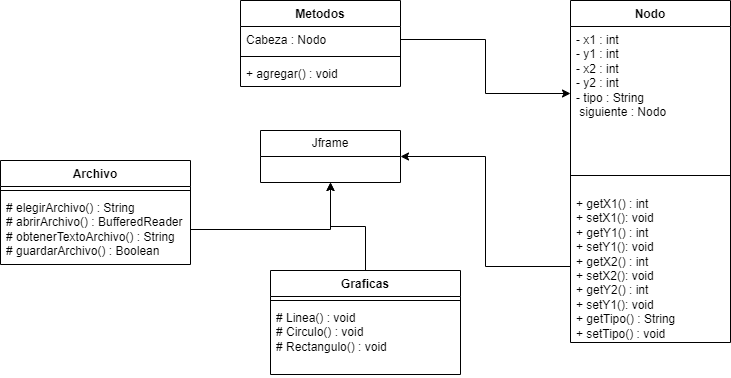 Metodos
Cabeza : Nodo
+ agregar() : void
Nodo
- x1 : int
- y1 : int
- x2 : int
- y2 : int
- tipo : String
siguiente : Nodo
+ getX1() : int
+ setX1(): void
+ getY1() : int
+ setY1(): void
+ getX2() : int
+ setX2(): void
+ getY2() : int
+ setY1(): void
+ getTipo() : String
+ setTipo() : void
Jframe
Archivo
# elegirArchivo() : String
# abrirArchivo() : BufferedReader
# obtenerTextoArchivo() : String
# guardarArchivo() : Boolean
Graficas
# Linea() : void
# Circulo() : void
# Rectangulo() : void